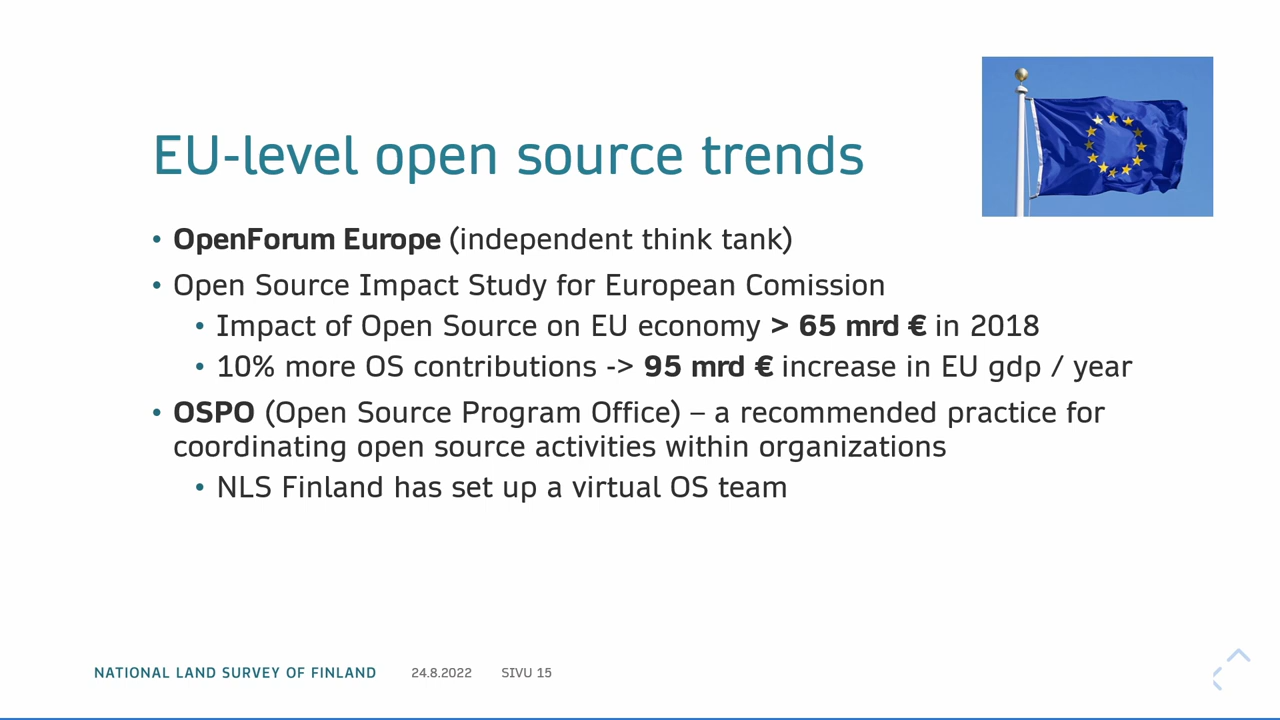 EU-level open source trends
• OpenForum Europe (independent think tank)
• Open Source Impact Study for European Comission
• Impact of Open Source on EU economy > 65 mrd € in 2018
• 10% more OS contributions -> 95 mrd € increase in EU gdp / year
• OSPO (Open Source Program Office) – a recommended practice for
coordinating open source activities within organizations
• NLS Finland has set up a virtual OS team
NATIONAL LAND SURVEY OF FINLAND 24.8.2022 SIVU 15